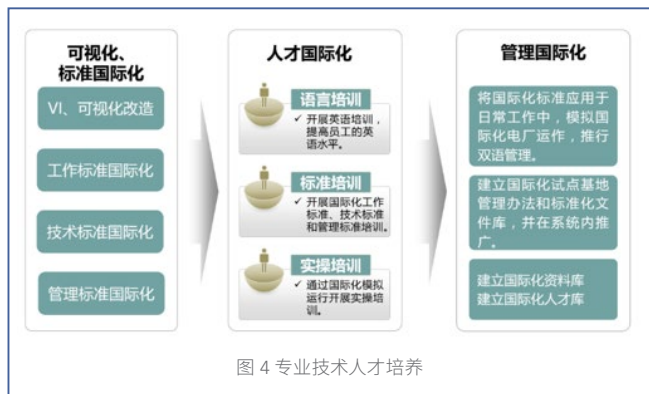 可视化、
标准国际化
VI、可视化改造
工作标准国际化
技术标准国际化
管理标准国际化
人才国际化
语言培训
✓ 开展英语培训，
提高员工的英
语水平。
标准培训
✓ 开展国际化工作
标准、技术标准
和管理标准培训。
实操培训
✓ 通过国际化模拟
运行开展实操培
训。
管理国际化
将国际化标准应用于
日常工作中，模拟国
际化电厂运作，推行
双语管理。
建立国际化试点基地
管理办法和标准化文
件库，并在系统内推
广。
建立国际化资料库
建立国际化人才库
图 4 专业技术人才培养